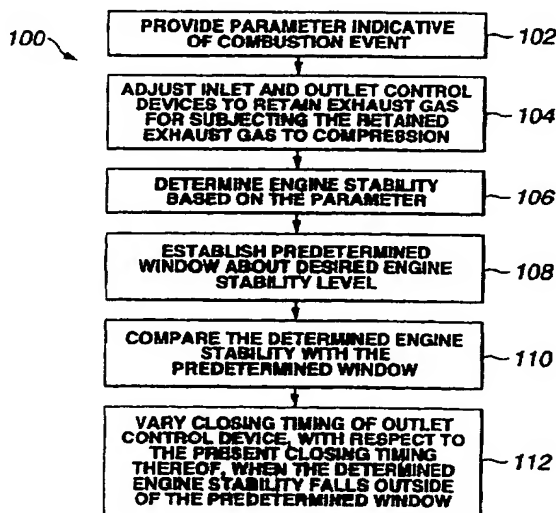 100
PROVIDE PARAMETER INDICATIVE
OF COMBUSTION EVENT
102
ADJUST INLET AND OUTLET CONTROL
DEVICES TO RETAIN EXHAUST GAS
FOR SUBJECTING THE RETAINED
EXHAUST GAS TO COMPRESSION
104
DETERMINE ENGINE STABILITY
BASED ON THE PARAMETER
106
ESTABLISH PREDETERMINED
WINDOW ABOUT DESIRED ENGINE
STABILITY LEVEL
108
COMPARE THE DETERMINED ENGINE
STABILITY WITH THE
PREDETERMINED WINDOW
110
VARY CLOSING TIMING OF OUTLET
CONTROL DEVICE, WITH RESPECT TO
THE PRESENT CLOSING TIMING
THEREOF, WHEN THE DETERMINED
ENGINE STABILITY FALLS OUTSIDE
OF THE PREDETERMINED WINDOW
112